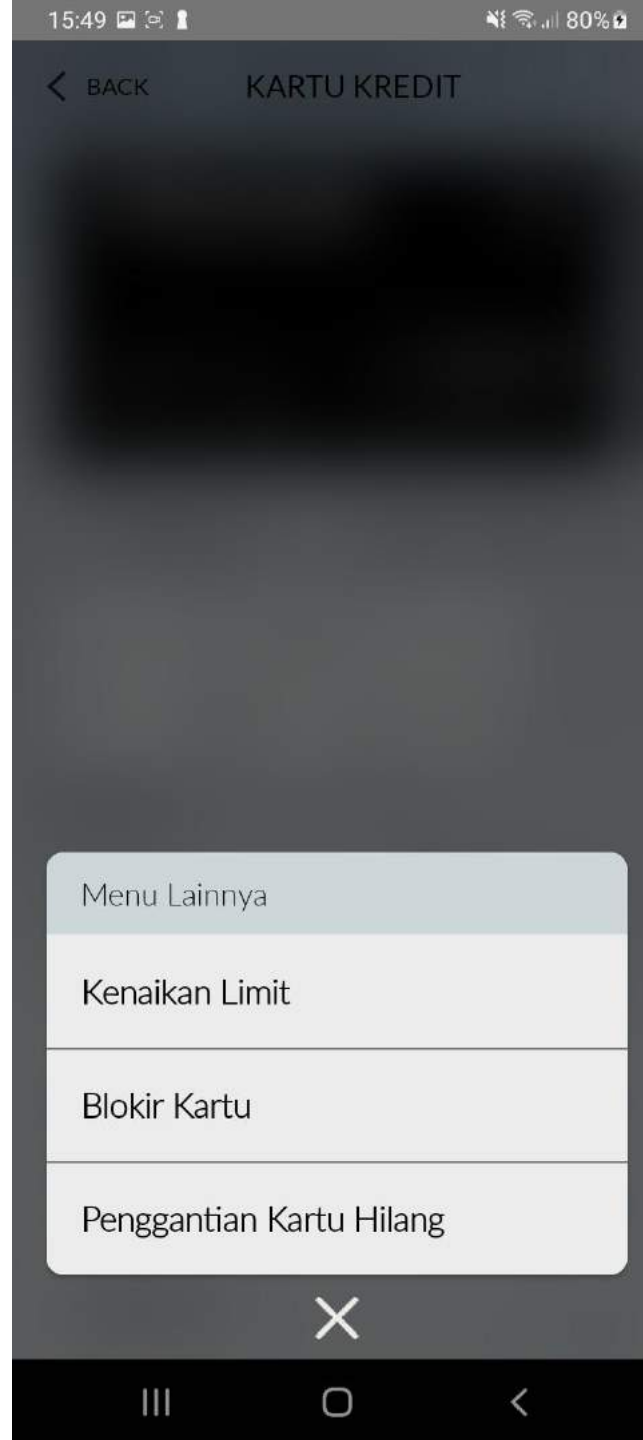 15:49 80%
BACK KARTU KREDIT
Menu Lainnya
Kenaikan Limit
Blokir Kartu
Penggantian Kartu Hilang